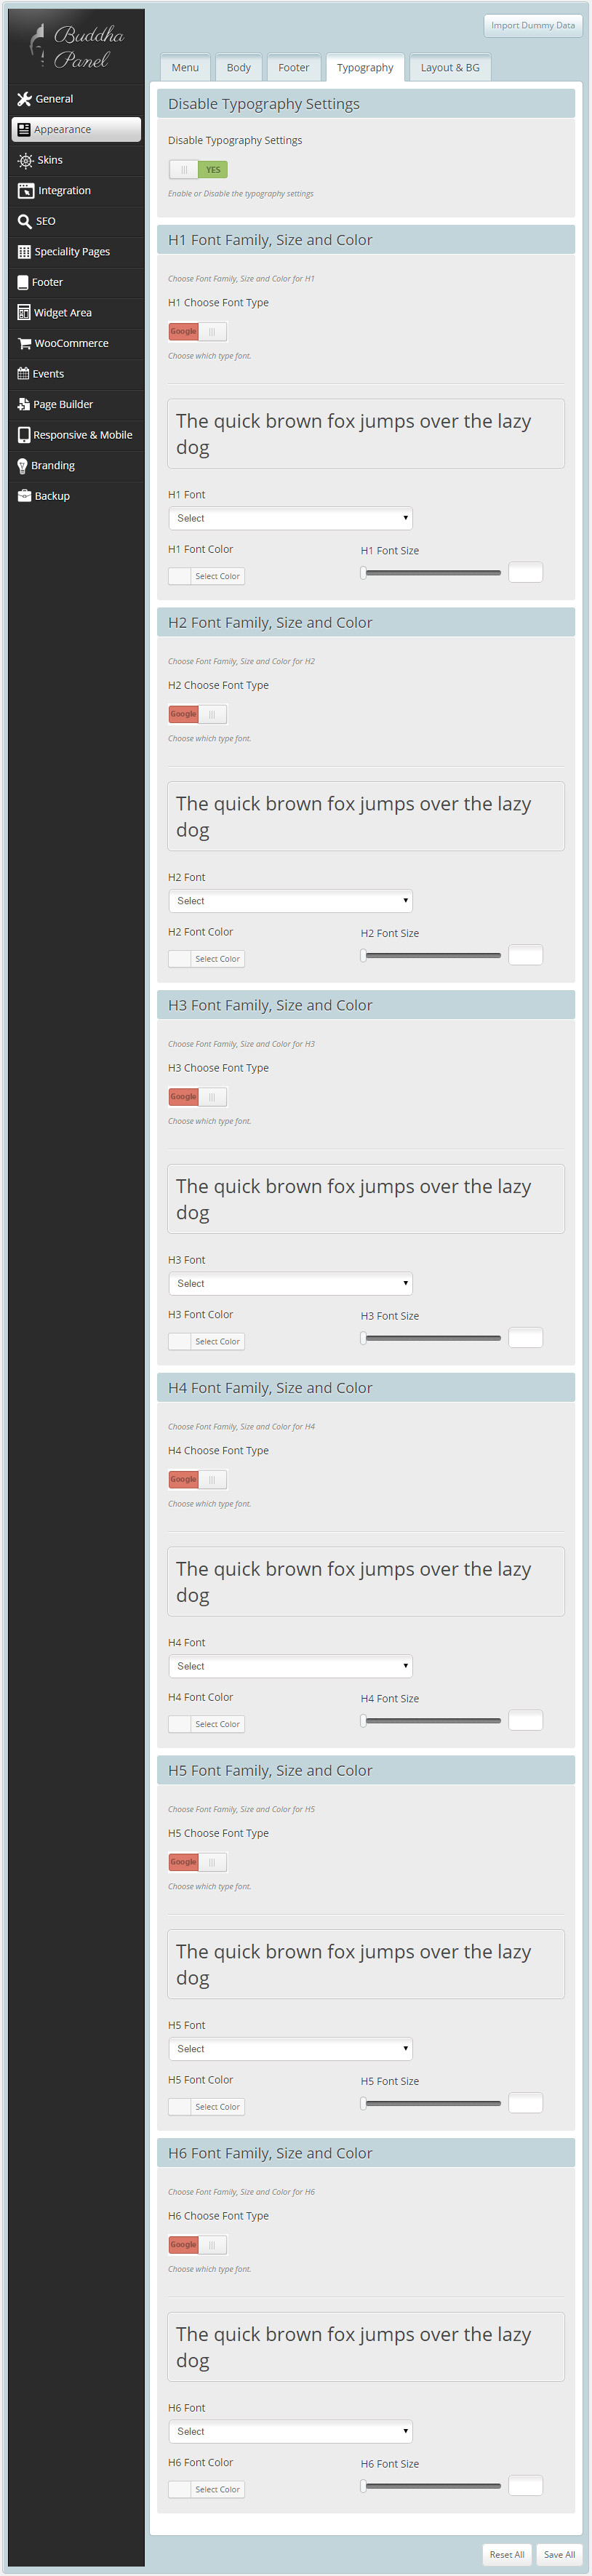 Buddha
Panel
Import Dummy Data
General
Appearance
Skins
Integration
SEO
Speciality Pages
Footer
Widget Area
WooCommerce
Events
Page Builder
Responsive & Mobile
Branding
Backup
Menu Body Footer Typography Layout & BG
Disable Typography Settings
Disable Typography Settings
YES
Enable or Disable the typography settings
H1 Font Family, Size and Color
Choose Font Family, Size and Color for H1
H1 Choose Font Type
Google
Choose which type font.
The quick brown fox jumps over the lazy
dog
H1 Font
Select
H1 Font Color H1 Font Size
Select Color
H2 Font Family, Size and Color
Choose Font Family, Size and Color for H2
H2 Choose Font Type
Google
Choose which type font.
The quick brown fox jumps over the lazy
dog
H2 Font
Select
H2 Font Color H2 Font Size
Select Color
H3 Font Family, Size and Color
Choose Font Family, Size and Color for H3
H3 Choose Font Type
Google
Choose which type font.
The quick brown fox jumps over the lazy
dog
H3 Font
Select
H3 Font Color H3 Font Size
Select Color
H4 Font Family, Size and Color
Choose Font Family, Size and Color for H4
H4 Choose Font Type
Google
Choose which type font.
The quick brown fox jumps over the lazy
dog
H4 Font
Select
H4 Font Color H4 Font Size
Select Color
H5 Font Family, Size and Color
Choose Font Family, Size and Color for H5
H5 Choose Font Type
Google
Choose which type font.
The quick brown fox jumps over the lazy
dog
H5 Font
Select
H5 Font Color H5 Font Size
Select Color
H6 Font Family, Size and Color
Choose Font Family, Size and Color for H6
H6 Choose Font Type
Google
Choose which type font.
The quick brown fox jumps over the lazy
dog
H6 Font
Select
H6 Font Color H6 Font Size
Select Color
Reset All Save All